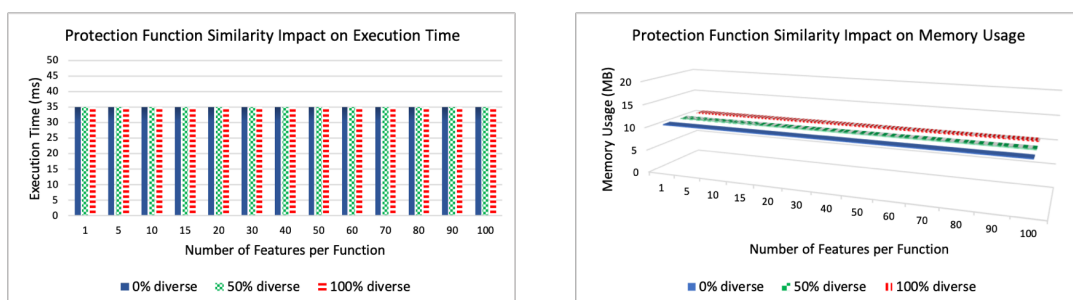 Protection Function Similarity Impact on Execution Time
50
45
40
35
30
25
20
15
10
5
0
Execution Time (ms)
1 5 10 15 20 30 40 50 60 70 80 90 100
Number of Features per Function
0% diverse 50% diverse 100% diverse
Protection Function Similarity Impact on Memory Usage
20
15
10
5
0
Memory Usage (MB)
1 5 10 15 20 30 40 50 60 70 80 90 100
Number of Features per Function
0% diverse 50% diverse 100% diverse